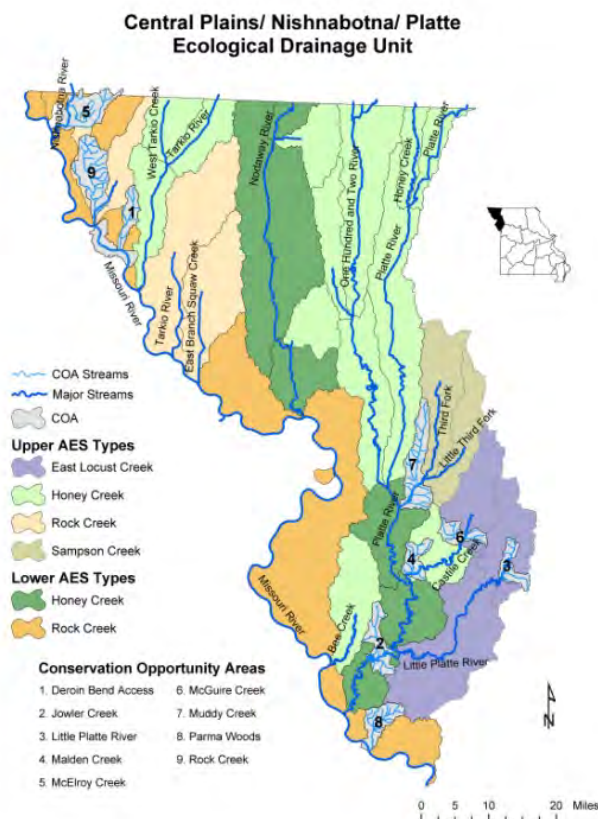 Central Plains/ Nishnabotna/ Platte
Ecological Drainage Unit
Nishnabotna River
5
9
1
West Tarkio Creek
Tarkio River
Nodaway River
One Hundred and Two River
Honey Creek
Platte River
Platte River
Missouri River
Tarkio River
East Branch Squaw Creek
Third Fork
Little Third Fork
7
Platte River
6
4
Castile Creek
3
Missouri River
Bee Creek
2
Little Platte River
8
COA Streams
Major Streams
COA
Upper AES Types
East Locust Creek
Honey Creek
Rock Creek
Sampson Creek
Lower AES Types
Honey Creek
Rock Creek
Conservation Opportunity Areas
1. Deroin Bend Access
2. Jowler Creek
3. Little Platte River
4. Malden Creek
5. McElroy Creek
6. McGuire Creek
7. Muddy Creek
8. Parma Woods
9. Rock Creek
N
0 5 10 20 Miles